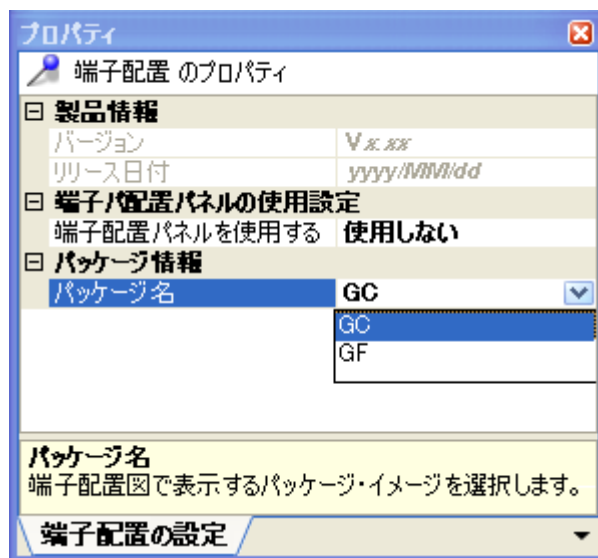 プロパティ
端子配置 のプロパティ
製品情報
バージョン Vx.xx
リリース日付 yyyy/MM/dd
端子パ配置パネルの使用設定
端子配置パネルを使用する 使用しない
パッケージ情報
パッケージ名 GC
GC
GF
パッケージ名
端子配置図で表示するパッケージ・イメージを選択します。
端子配置の設定